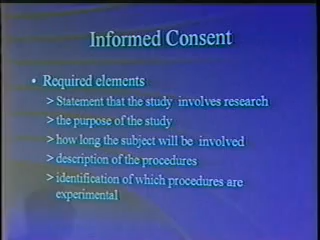 Informed Consent
• Required elements
> Statement that the study involves research
> the purpose of the study
> how long the subject will be involved
> description of the procedures
> identification of which procedures are
experimental